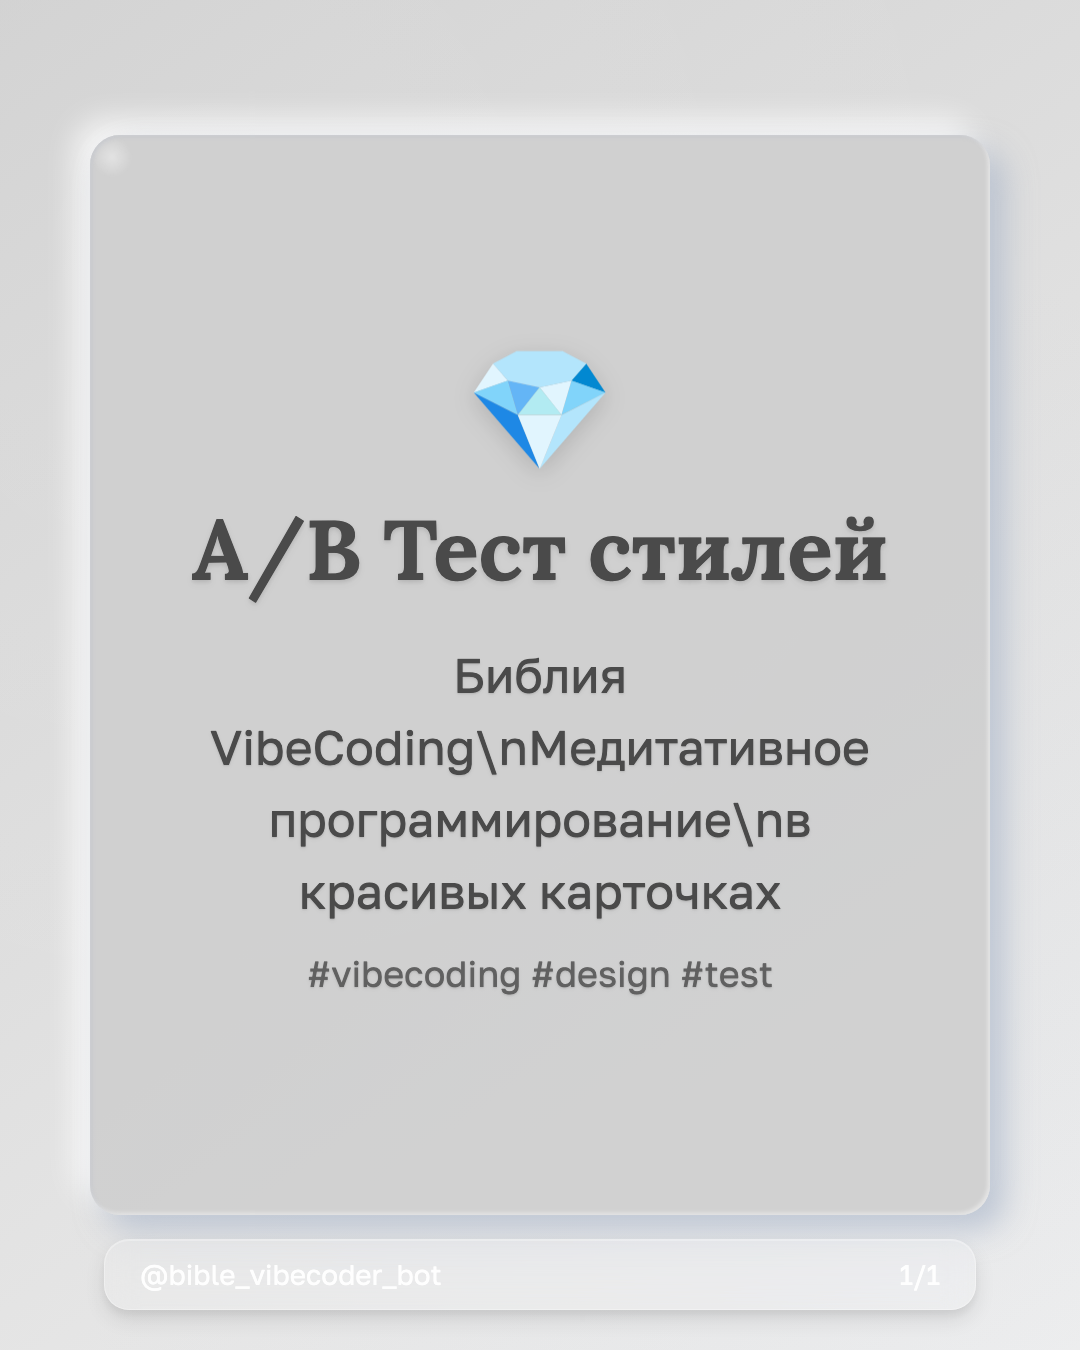 А/В Тест стилей
Библия
VibeCoding\nМедитативное
программирование\nв
красивых карточках
#vibecoding #design #test
@bible_vibecoder_bot
1/1